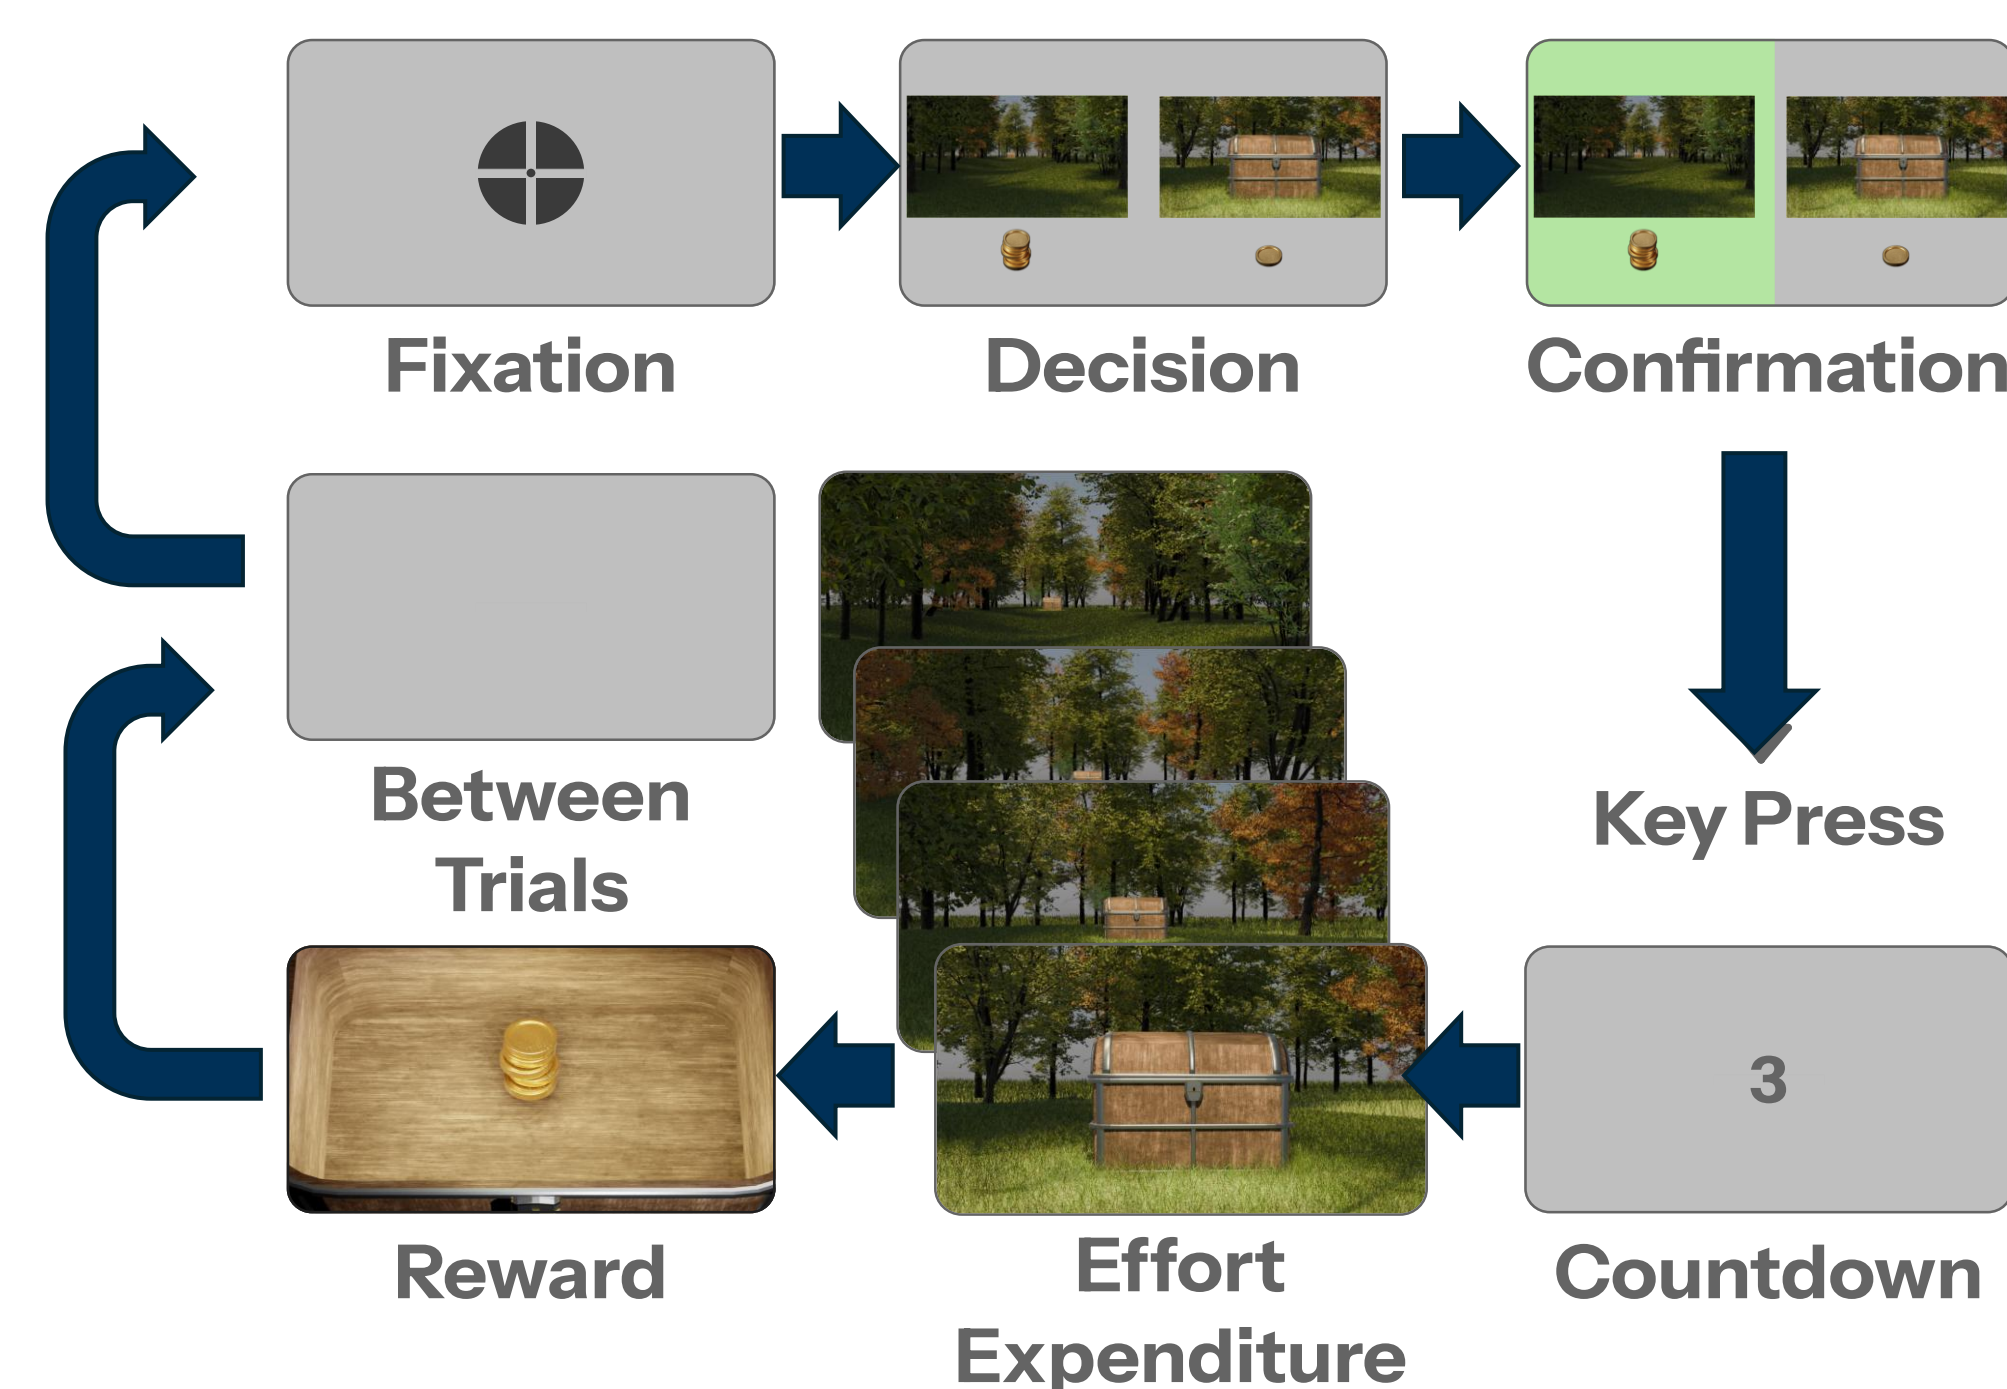 Fixation
Decision
Confirmation
Between
Trials
Key Press
3
Reward
Effort
Expenditure
Countdown